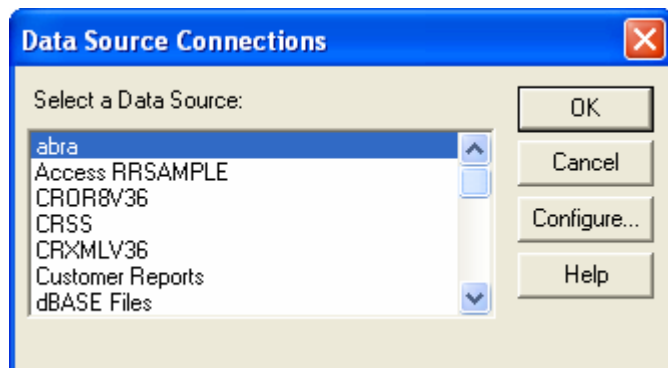 Data Source Connections
Select a Data Source:
abra
Access RRSAMPLE
CROR8V36
CRSS
CRXMLV36
Customer Reports
dBASE Files
OK
Cancel
Configure...
Help